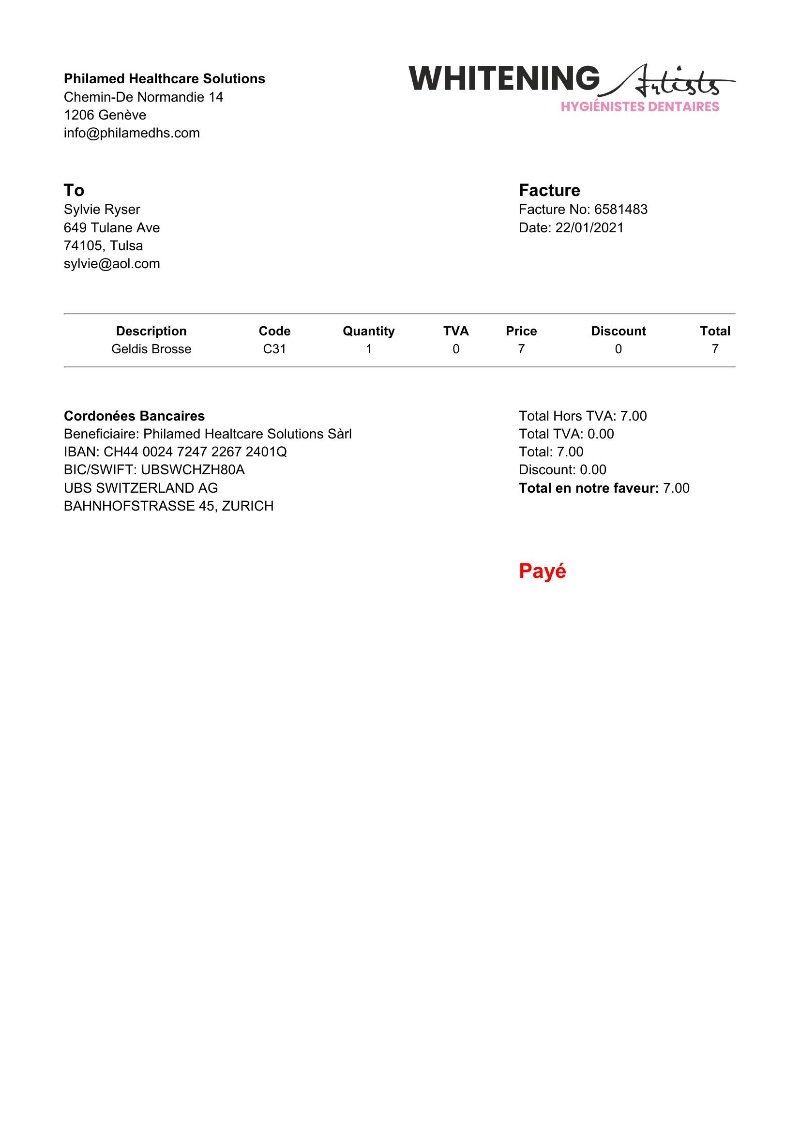 Philamed Healthcare Solutions
Chemin-De Normandie 14
1206 Genève
info@philamedhs.com
WHITENING Artists
HYGIÉNISTES DENTAIRES
To
Sylvie Ryser
649 Tulane Ave
74105, Tulsa
sylvie@aol.com
Facture
Facture No: 6581483
Date: 22/01/2021
Description Code Quantity TVA Price Discount Total
Geldis Brosse C31 1 0 7 0 7
Cordonées Bancaires
Beneficiaire: Philamed Healtcare Solutions Sàrl
IBAN: CH44 0024 7247 2267 2401Q
BIC/SWIFT: UBSWCHZH80A
UBS SWITZERLAND AG
BAHNHOFSTRASSE 45, ZURICH
Total Hors TVA: 7.00
Total TVA: 0.00
Total: 7.00
Discount: 0.00
Total en notre faveur: 7.00
Payé